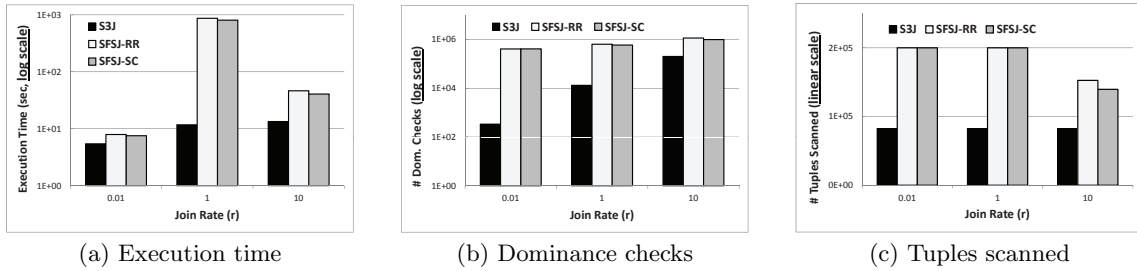 1E+03
1E+02
1E+01
1E+00
Execution Time (sec, log scale)
S3J
SFSJ-RR
SFSJ-SC
0.01 1 10
Join Rate (r)
(a) Execution time
1E+06
1E+04
1E+02
1E+00
# Dom. Checks (log scale)
S3J SFSJ-RR SFSJ-SC
0.01 1 10
Join Rate (r)
(b) Dominance checks
2E+05
1E+05
0E+00
# Tuples Scanned (linear scale)
S3J SFSJ-RR SFSJ-SC
0.01 1 10
Join Rate (r)
(c) Tuples scanned